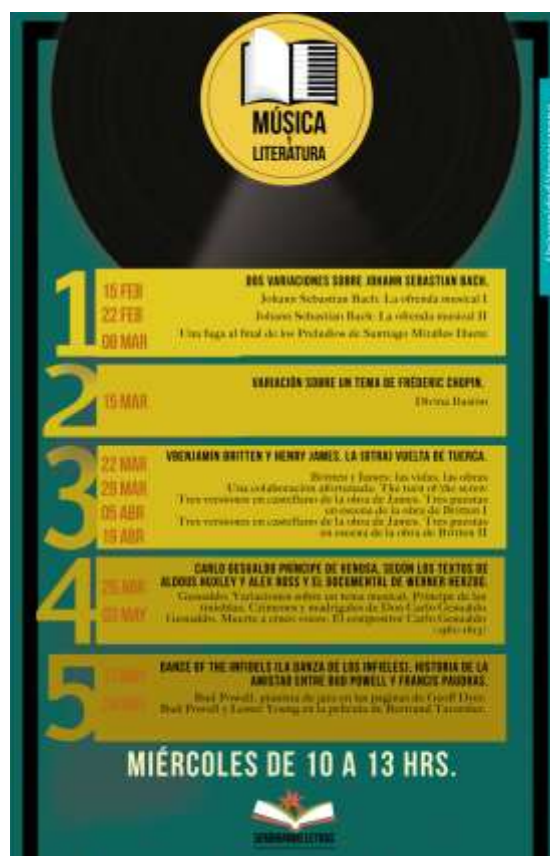 MÚSICA
Y
LITERATURA
1
DOS VARIACIONES SOBRE JOHANN SEBASTIAN BACH.
15 FEB
Johann Sebastian Bach. La ofrenda musical I
22 FEB
Johann Sebastian Bach. La ofrenda musical II
08 MAR
Una fuga al final de los Preludios de Santiago Miralles Huete
2
VARIACIÓN SOBRE UN TEMA DE FRÉDERIC CHOPIN.
15 MAR
Divina Ilusión
3
VBENJAMÍN BRITTEN Y HENRY JAMES. LA (OTRA) VUELTA DE TUERCA.
22 MAR
Britten y James: las vidas, las obras
29 MAR
Una colaboración afortunada. The turn of the screw
05 ABR
Tres versiones en castellano de la obra de James. Tres puestas
en escena de la obra de Britten I
19 ABR
Tres versiones en castellano de la obra de James. Tres puestas
en escena de la obra de Britten II
4
CARLO GESUALDO PRÍNCIPE DE VENOSA, SEGÚN LOS TEXTOS DE
ALDOUS HUXLEY Y ALEX ROSS Y EL DOCUMENTAL DE WERNER HERZOG.
26 ABR
Gesualdo. Variaciones sobre un tema musical. Príncipe de las
tinieblas. Crímenes y madrigales de Don Carlo Gesualdo
03 MAY
Gesualdo. Muerte a cinco voces. El compositor Carlo Gesualdo
5
DANCE OF THE INFIDELS (LA DANZA DE LOS INFIELES). HISTORIA DE LA
AMISTAD ENTRE BUD POWELL Y FRANCIS PAUDRAS.
Bud Powell, pianista de jazz en las páginas de Geoff Dyer.
Bud Powell y Lester Young en la película de Bertrand Tavernier.
MIÉRCOLES DE 10 A 13 HRS.